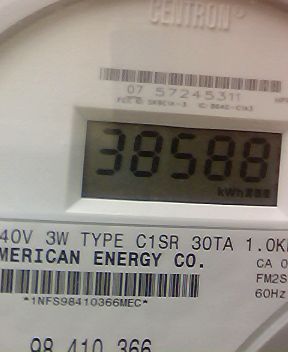 CENTRON®
07 57245311
38588
kWh
40V 3W TYPE C1SR 30TA 1.0K
MERICAN ENERGY CO.
CA 0
FM2S
*1NFS98410366MEC*
60Hz
98 410 366